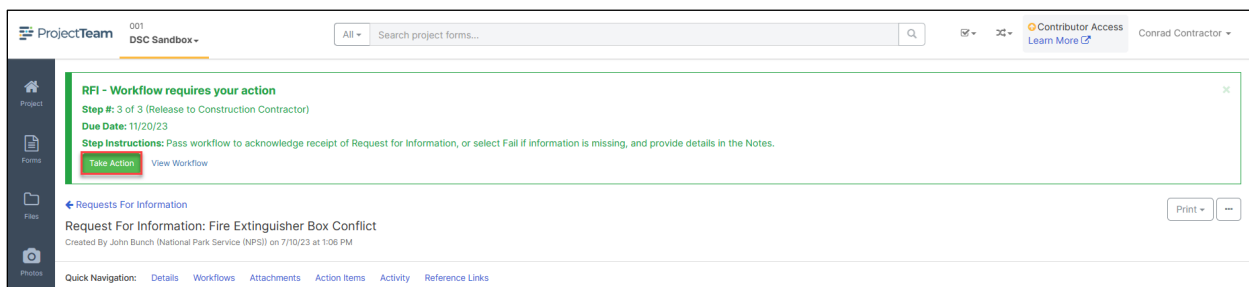 ProjectTeam
001
DSC Sandbox
All
Search project forms...
Contributor Access
Learn More
Conrad Contractor
Project
Forms
Files
Photos
RFI - Workflow requires your action
×
Step #: 3 of 3 (Release to Construction Contractor)
Due Date: 11/20/23
Step Instructions: Pass workflow to acknowledge receipt of Request for Information, or select Fail if information is missing, and provide details in the Notes.
Take Action View Workflow
Requests For Information
Print
Request For Information: Fire Extinguisher Box Conflict
Created By John Bunch (National Park Service (NPS)) on 7/10/23 at 1:06 PM
Quick Navigation: Details Workflows Attachments Action Items Activity Reference Links